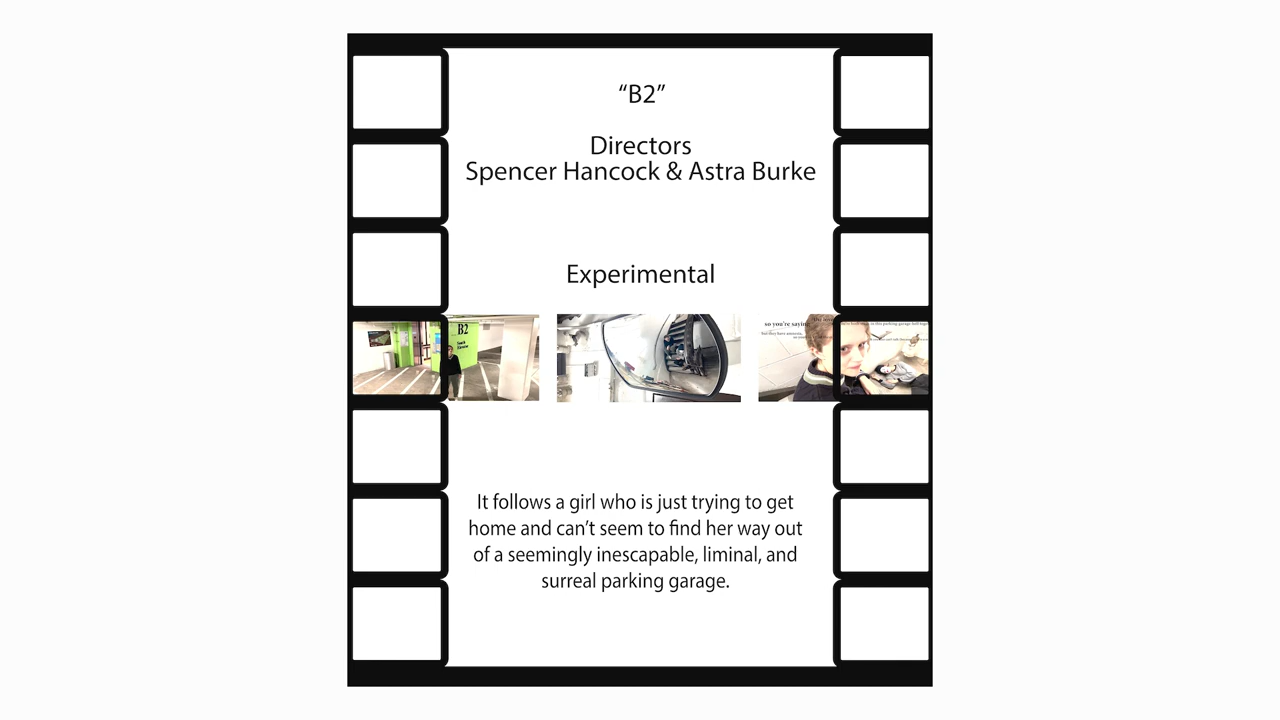 “B2”
Directors
Spencer Hancock & Astra Burke
Experimental
B2
so you're saying
It follows a girl who is just trying to get
home and can’t seem to find her way out
of a seemingly inescapable, liminal, and
surreal parking garage.